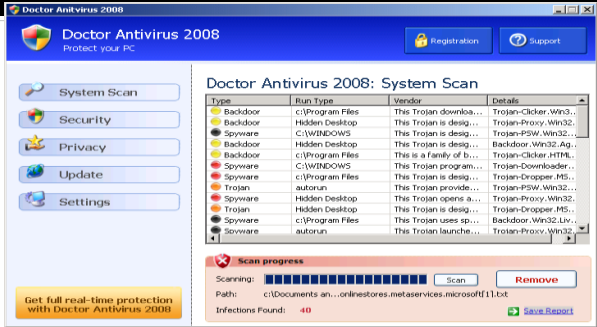 Doctor Anitvirus 2008
Doctor Antivirus 2008
Protect your PC
Registration
Support
System Scan
Security
Privacy
Update
Settings
Get full real-time protection
with Doctor Antivirus 2008
Doctor Antivirus 2008: System Scan
Type Run Type Vendor Details
Backdoor c:\Program Files This Trojan downloa... Trojan-Clicker.Win3...
Backdoor Hidden Desktop This Trojan is desig... Trojan-Proxy.Win32...
Spyware C:\WINDOWS This Trojan is desig... Trojan-PSW.Win32...
Backdoor Hidden Desktop This Trojan is desig... Backdoor.Win32.Ag...
Backdoor c:\Program Files This is a family of b... Trojan-Clicker.HTML...
Spyware C:\WINDOWS This Trojan program... Trojan-Downloader...
Spyware c:\Program Files This Trojan is desig... Trojan-Dropper.MS...
Trojan autorun This Trojan provide... Trojan-PSW.Win32...
Spyware Hidden Desktop This Trojan opens a... Trojan-Proxy.Win32...
Trojan Hidden Desktop This Trojan is desig... Trojan-Dropper.MS...
Spyware c:\Program Files This Trojan uses sp... Backdoor.Win32.Liv...
Spyware autorun This Trojan launche... Trojan-Proxy.Win32...
Scan progress
Scanning: Scan
Remove
Path: c:\Documents an...onlinestores.metaservices.microsoft[1].txt
Infections Found: 40
Save Report